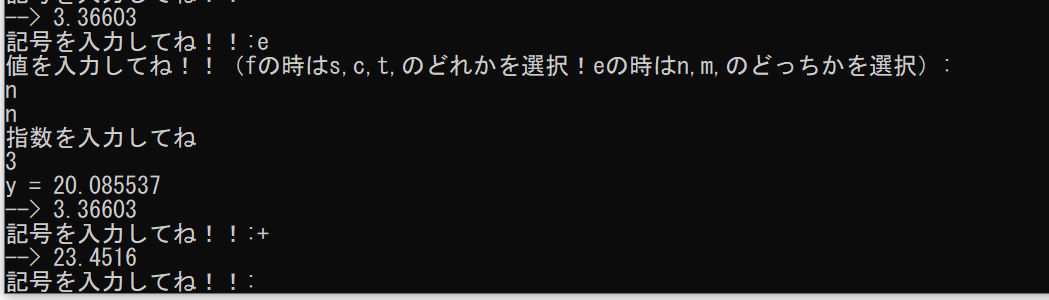 --> 3.36603
記号を入力してね！！:e
値を入力してね！！（fの時はs,c,t,のどれかを選択！eの時はn,m,のどっちかを選択）:
n
n
指数を入力してね
3
y = 20.085537
--> 3.36603
記号を入力してね！！:+
--> 23.4516
記号を入力してね！！: